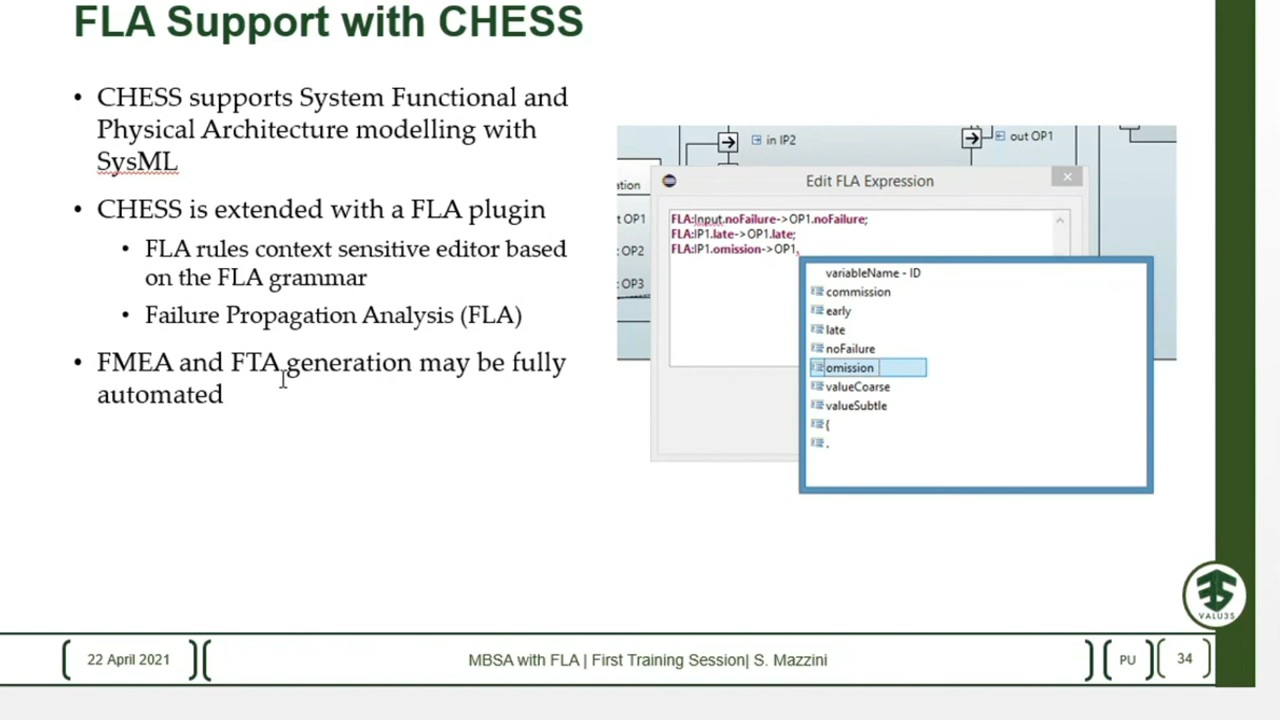 FLA Support with CHESS
• CHESS supports System Functional and
Physical Architecture modelling with
SysML
• CHESS is extended with a FLA plugin
• FLA rules context sensitive editor based
on the FLA grammar
• Failure Propagation Analysis (FLA)
• FMEA and FTA generation may be fully
automated
in IP2
out OP1
ation
t OP1
: OP2
: OP3
Edit FLA Expression
FLA:Input.noFailure->OP1.noFailure;
FLA:IP1.late->OP1.late;
FLA:IP1.omission->OP1.
variableName - ID
commission
early
late
noFailure
omission
valueCoarse
valueSubtle
{
.
VALU3S
22 April 2021
MBSA with FLA | First Training Session| S. Mazzini
PU
34